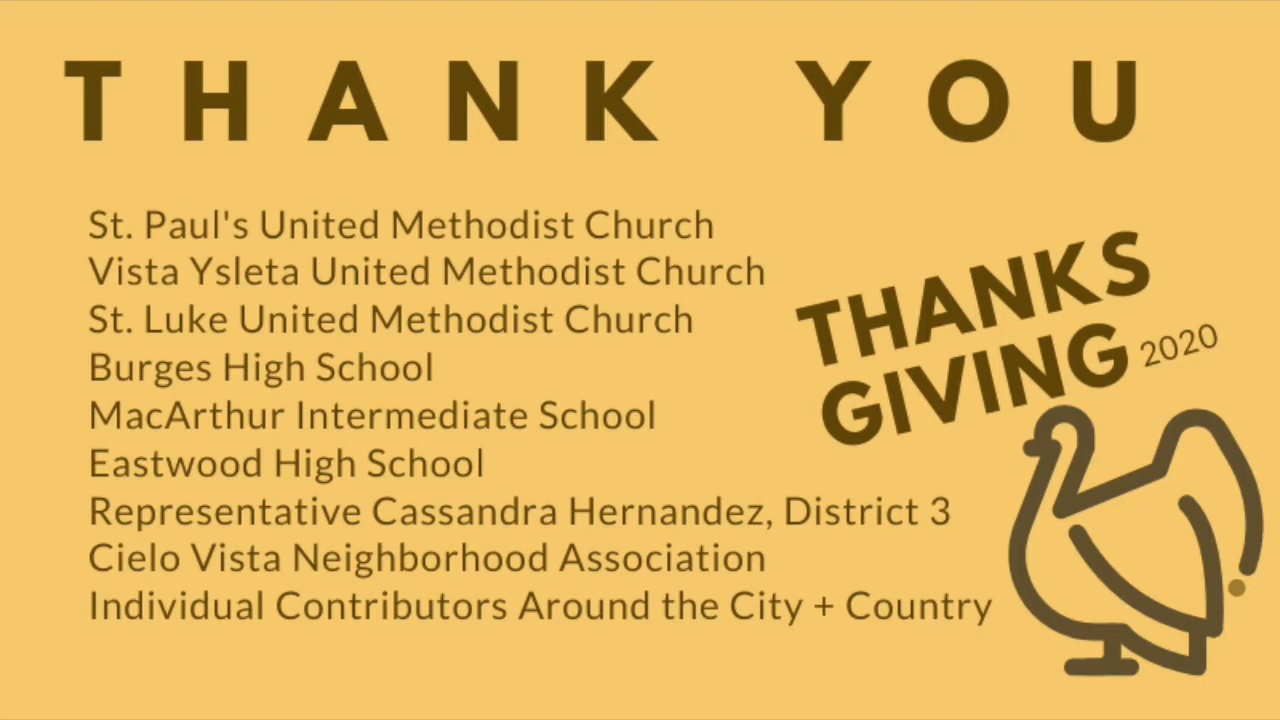 THANK YOU
St. Paul's United Methodist Church
Vista Ysleta United Methodist Church
St. Luke United Methodist Church
Burges High School
MacArthur Intermediate School
Eastwood High School
Representative Cassandra Hernandez, District 3
Cielo Vista Neighborhood Association
Individual Contributors Around the City + Country
THANKS
GIVING 2020